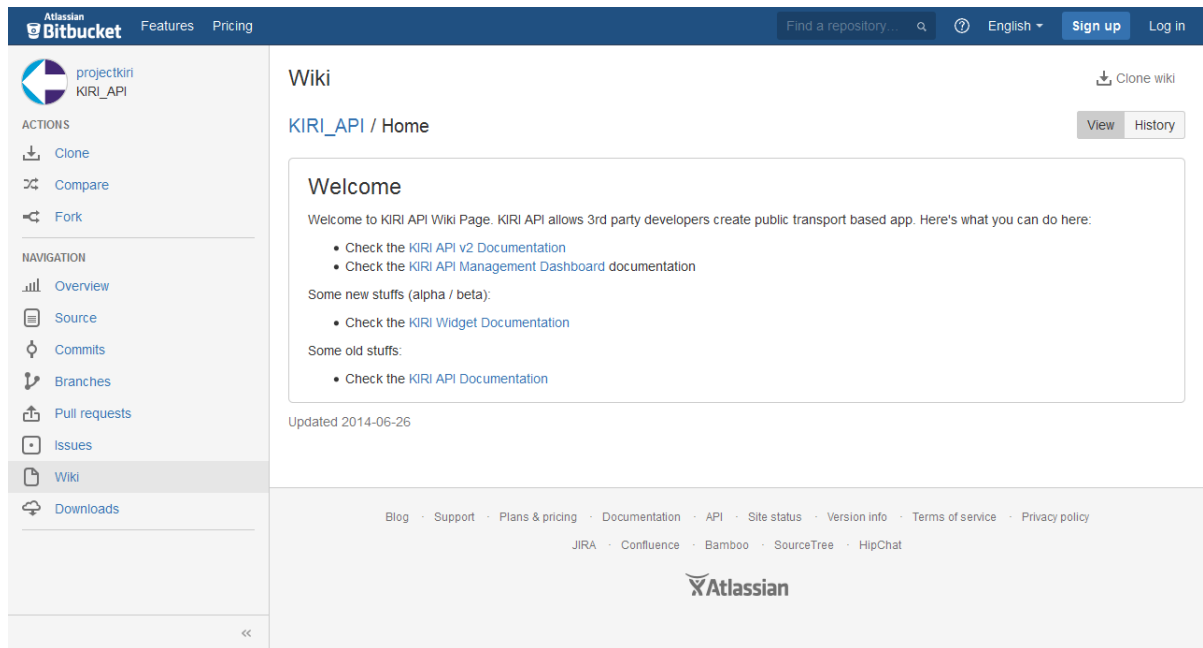 Atlassian
Bitbucket Features Pricing Find a repository... English Sign up Log in
projectkiri
KIRI_API
ACTIONS
Clone
Compare
Fork
NAVIGATION
Overview
Source
Commits
Branches
Pull requests
Issues
Wiki
Downloads
«
Wiki Clone wiki
KIRI_API / Home View History
Welcome
Welcome to KIRI API Wiki Page. KIRI API allows 3rd party developers create public transport based app. Here's what you can do here:
• Check the KIRI API v2 Documentation
• Check the KIRI API Management Dashboard documentation
Some new stuffs (alpha / beta):
• Check the KIRI Widget Documentation
Some old stuffs:
• Check the KIRI API Documentation
Updated 2014-06-26
Blog · Support · Plans & pricing · Documentation · API · Site status · Version info · Terms of service · Privacy policy
JIRA · Confluence · Bamboo · SourceTree · HipChat
Atlassian